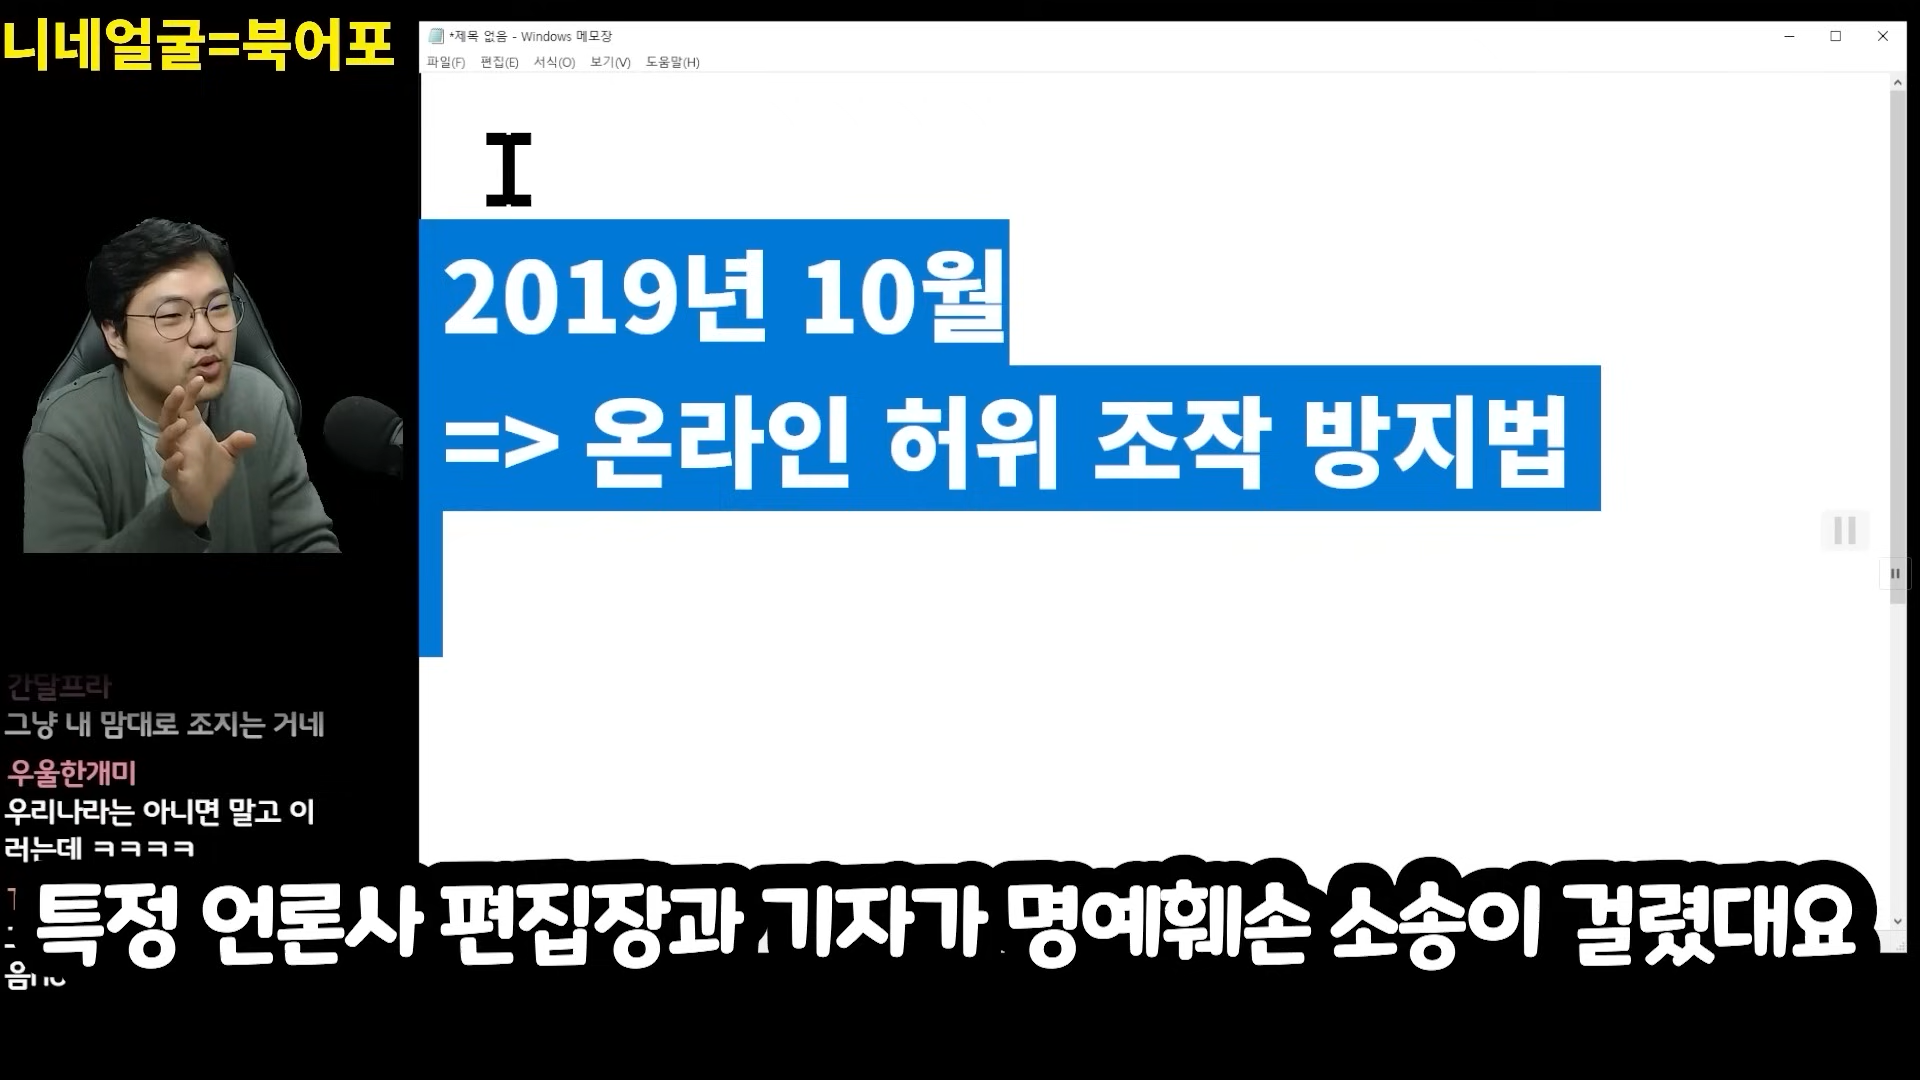 니네얼굴=북어포
*제목 없음 - Windows 메모장
파일(F) 편집(E) 서식(O) 보기(V) 도움말(H)
2019년 10월
=> 온라인 허위 조작 방지법
간달프라
그냥 내 맘대로 조지는 거네
우울한개미
우리나라는 아니면 말고 이
러는데 ㅋㅋㅋㅋ
특정 언론사 편집장과 기자가 명예훼손 소송이 걸렸대요